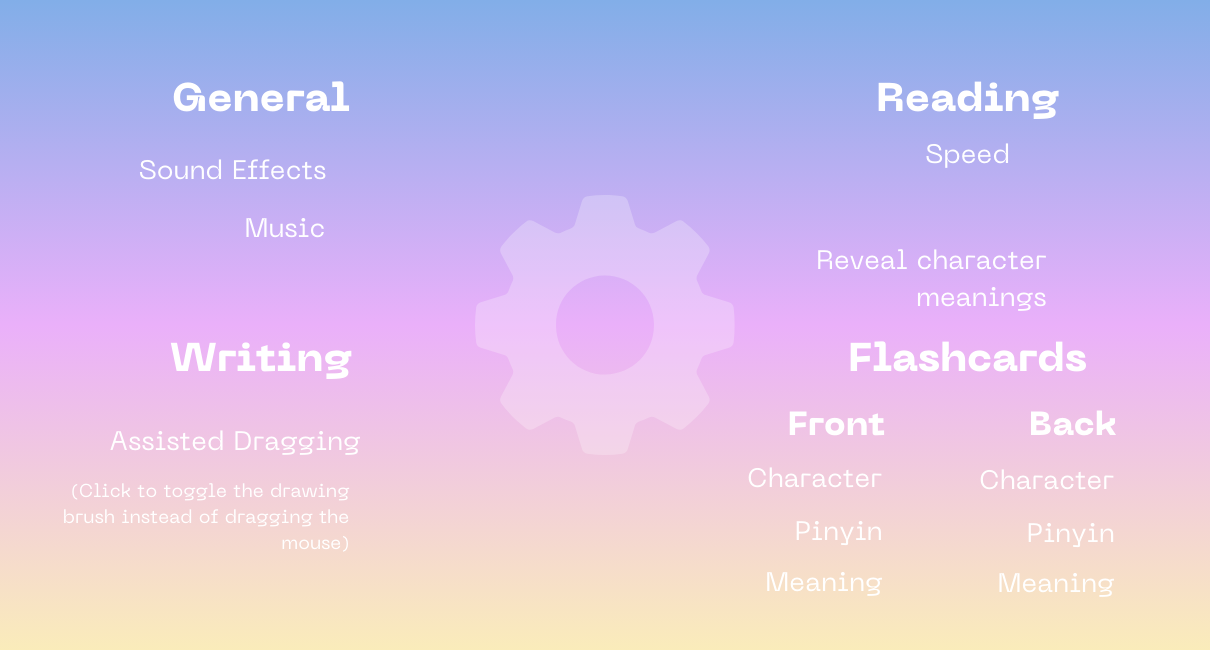 General
Sound Effects
Music
Writing
Assisted Dragging
(Click to toggle the drawing
brush instead of dragging the
mouse)
Reading
Speed
Reveal character
meanings
Flashcards
Front
Character
Pinyin
Meaning
Back
Character
Pinyin
Meaning